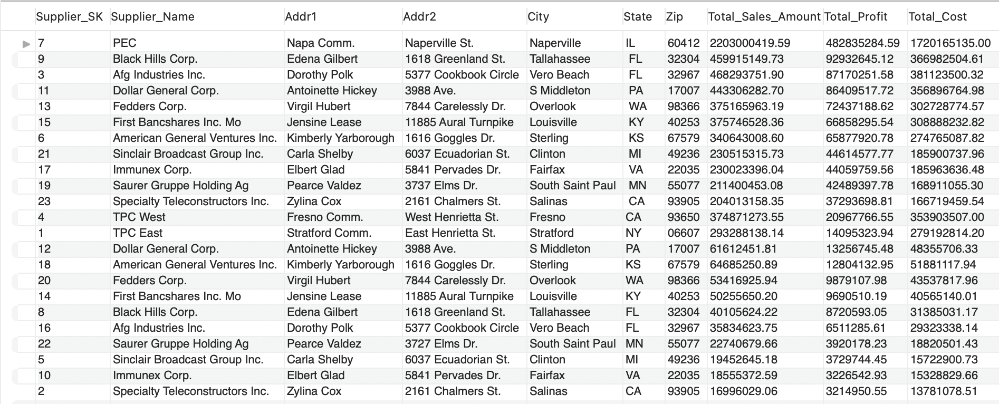 Supplier_SK Supplier_Name Addr1 Addr2 City State Zip Total_Sales_Amount Total_Profit Total_Cost
7 PEC Napa Comm. Naperville St. Naperville IL 60412 2203000419.59 482835284.59 1720165135.00
9 Black Hills Corp. Edena Gilbert 1618 Greenland St. Tallahassee FL 32304 459915149.73 92932645.12 366982504.61
3 Afg Industries Inc. Dorothy Polk 5377 Cookbook Circle Vero Beach FL 32967 468293751.90 87170251.58 381123500.32
11 Dollar General Corp. Antoinette Hickey 3988 Ave. S Middleton PA 17007 443306282.70 86409517.72 356896764.98
13 Fedders Corp. Virgil Hubert 7844 Carelessly Dr. Overlook WA 98366 375165963.19 72437188.62 302728774.57
15 First Bancshares Inc. Mo Jensine Lease 11885 Aural Turnpike Louisville KY 40253 375746528.36 66858295.54 308888232.82
6 American General Ventures Inc. Kimberly Yarborough 1616 Goggles Dr. Sterling KS 67579 340643008.60 65877920.78 274765087.82
21 Sinclair Broadcast Group Inc. Carla Shelby 6037 Ecuadorian St. Clinton MI 49236 230515315.73 44614577.77 185900737.96
17 Immunex Corp. Elbert Glad 5841 Pervades Dr. Fairfax VA 22035 230023396.04 44059759.56 185963636.48
19 Saurer Gruppe Holding Ag Pearce Valdez 3737 Elms Dr. South Saint Paul MN 55077 211400453.08 42489397.78 168911055.30
23 Specialty Teleconstructors Inc. Zylina Cox 2161 Chalmers St. Salinas CA 93905 204013158.35 37293698.81 166719459.54
4 TPC West Fresno Comm. West Henrietta St. Fresno CA 93650 374871273.55 20967766.55 353903507.00
1 TPC East Stratford Comm. East Henrietta St. Stratford NY 06607 293288138.14 14095323.94 279192814.20
12 Dollar General Corp. Antoinette Hickey 3988 Ave. S Middleton PA 17007 61612451.81 13256745.48 48355706.33
18 American General Ventures Inc. Kimberly Yarborough 1616 Goggles Dr. Sterling KS 67579 64685250.89 12804132.95 51881117.94
20 Fedders Corp. Virgil Hubert 7844 Carelessly Dr. Overlook WA 98366 53416925.94 9879107.98 43537817.96
14 First Bancshares Inc. Mo Jensine Lease 11885 Aural Turnpike Louisville KY 40253 50255650.20 9690510.19 40565140.01
8 Black Hills Corp. Edena Gilbert 1618 Greenland St. Tallahassee FL 32304 40105624.22 8720593.05 31385031.17
16 Afg Industries Inc. Dorothy Polk 5377 Cookbook Circle Vero Beach FL 32967 35834623.75 6511285.61 29323338.14
22 Saurer Gruppe Holding Ag Pearce Valdez 3727 Elms Dr. South Saint Paul MN 55077 22740679.66 3920178.23 18820501.43
5 Sinclair Broadcast Group Inc. Carla Shelby 6037 Ecuadorian St. Clinton MI 49236 19452645.18 3729744.45 15722900.73
10 Immunex Corp. Elbert Glad 5841 Pervades Dr. Fairfax VA 22035 18555372.59 3226542.93 15328829.66
2 Specialty Teleconstructors Inc. Zylina Cox 2161 Chalmers St. Salinas CA 93905 16996029.06 3214950.55 13781078.51